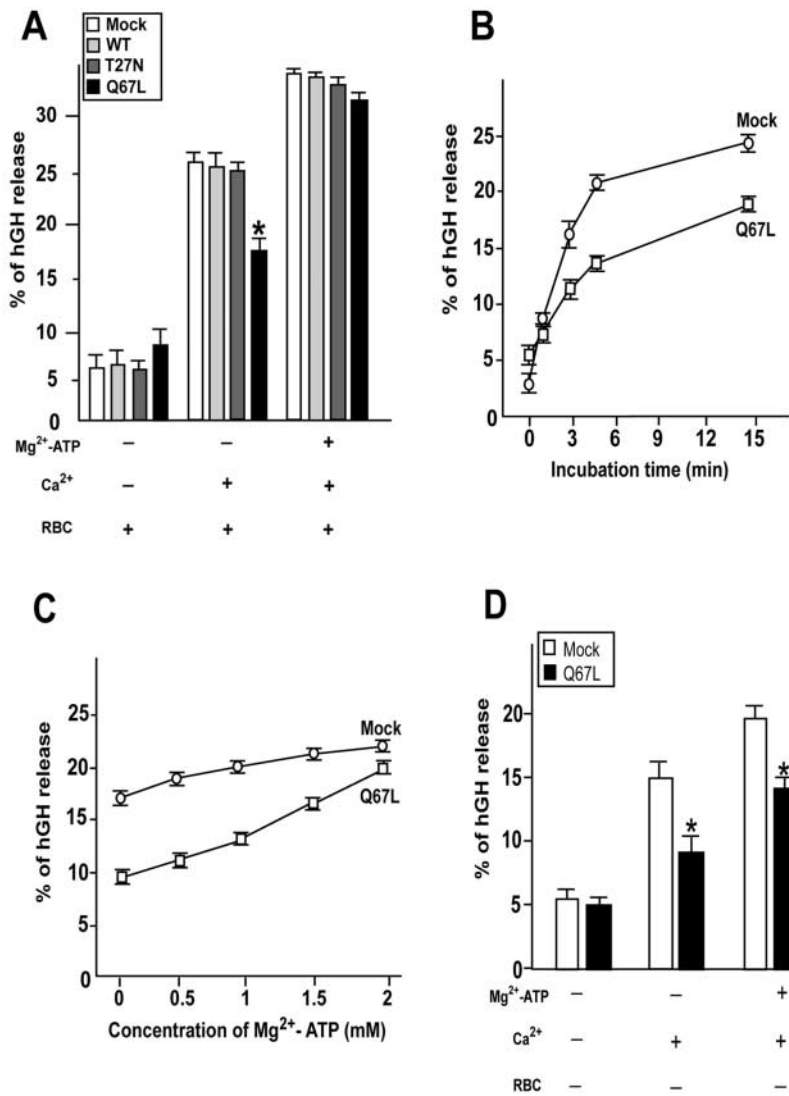 A
Mock
WT
T27N
Q67L
% of hGH release
30
25
20
15
10
5
0
*
Mg²⁺-ATP – – +
Ca²⁺ – + +
RBC + + +
B
% of hGH release
25
20
15
10
5
0
Mock
Q67L
0 3 6 9 12 15
Incubation time (min)
C
% of hGH release
25
20
15
10
5
0
Mock
Q67L
0 0.5 1 1.5 2
Concentration of Mg²⁺- ATP (mM)
D
Mock
Q67L
% of hGH release
20
15
10
5
0
* *
Mg²⁺-ATP – – +
Ca²⁺ – + +
RBC – – –